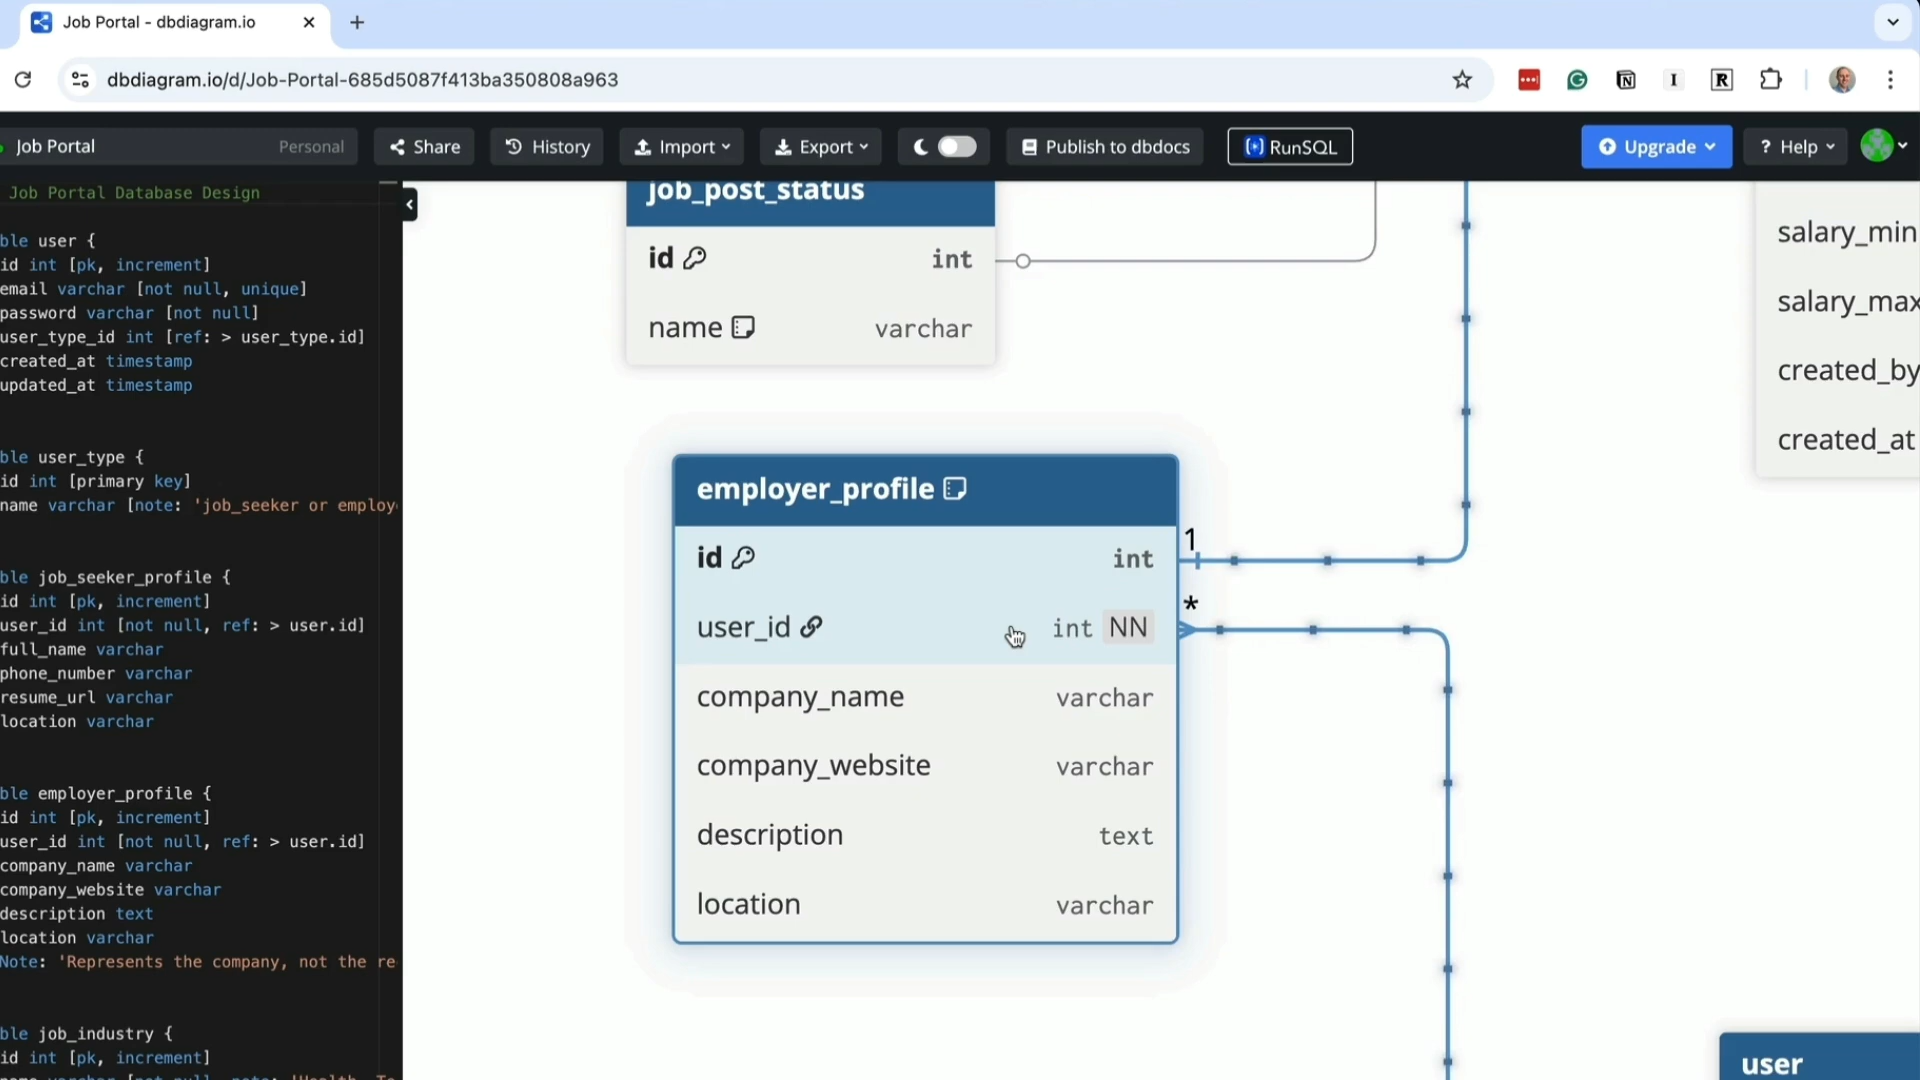 Job Portal - dbdiagram.io
dbdiagram.io/d/Job-Portal-685d5087f413ba350808a963
Job Portal
Personal
Share
History
Import
Export
Publish to dbdocs
RunSQL
Upgrade
? Help
Job Portal Database Design
ble user {
id int [pk, increment]
email varchar [not null, unique]
password varchar [not null]
user_type_id int [ref: > user_type.id]
created_at timestamp
updated_at timestamp
ble user_type {
id int [primary key]
name varchar [note: 'job_seeker or employ
ble job_seeker_profile {
id int [pk, increment]
user_id int [not null, ref: > user.id]
full_name varchar
phone_number varchar
resume_url varchar
location varchar
ble employer_profile {
id int [pk, increment]
user_id int [not null, ref: > user.id]
company_name varchar
company_website varchar
description text
location varchar
Note: 'Represents the company, not the re
ble job_industry {
id int [pk, increment]
job_post_status
id int
name varchar
employer_profile
id int
1
user_id int NN
*
company_name varchar
company_website varchar
description text
location varchar
salary_min
salary_max
created_by
created_at
user